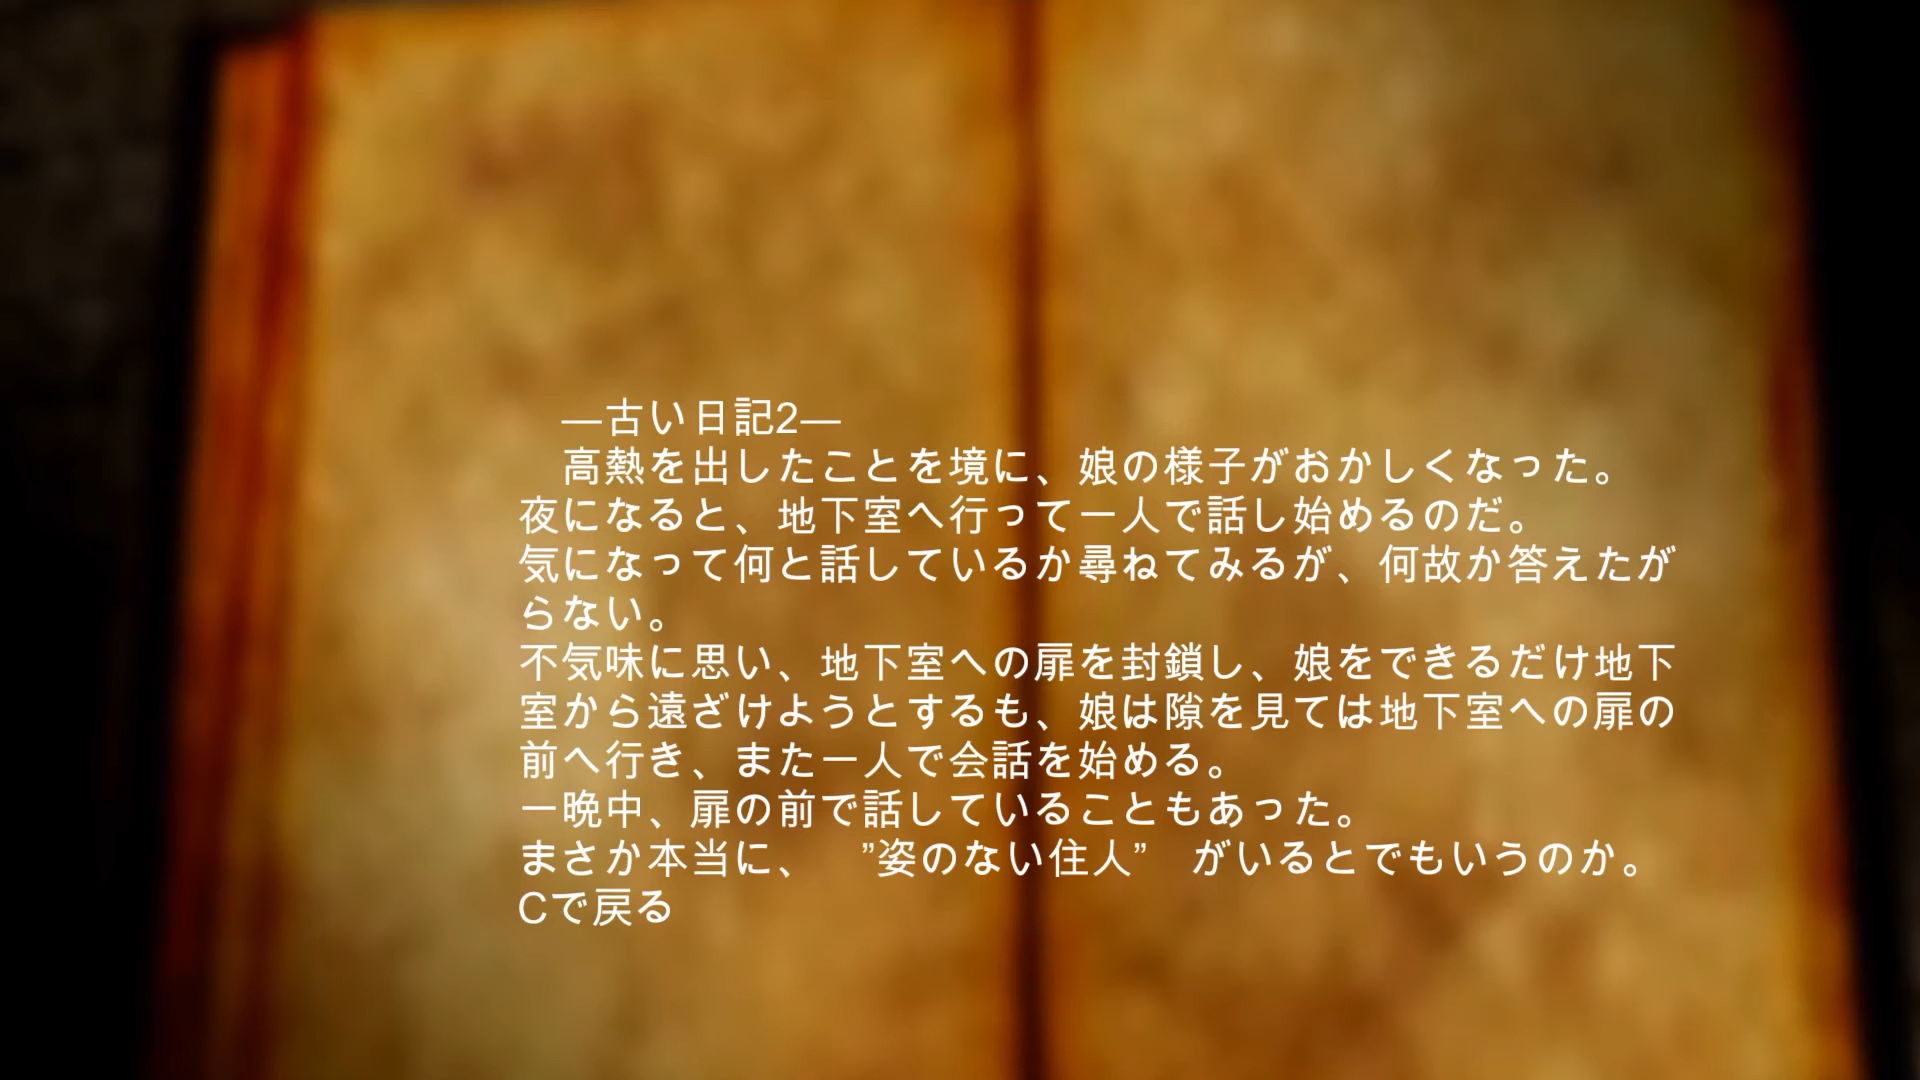 ―古い日記2―
高熱を出したことを境に、娘の様子がおかしくなった。
夜になると、地下室へ行って一人で話し始めるのだ。
気になって何と話しているか尋ねてみるが、何故か答えたが
らない。
不気味に思い、地下室への扉を封鎖し、娘をできるだけ地下
室から遠ざけようとするも、娘は隙を見ては地下室への扉の
前へ行き、また一人で会話を始める。
一晩中、扉の前で話していることもあった。
まさか本当に、　”姿のない住人”　がいるとでもいうのか。
Cで戻る